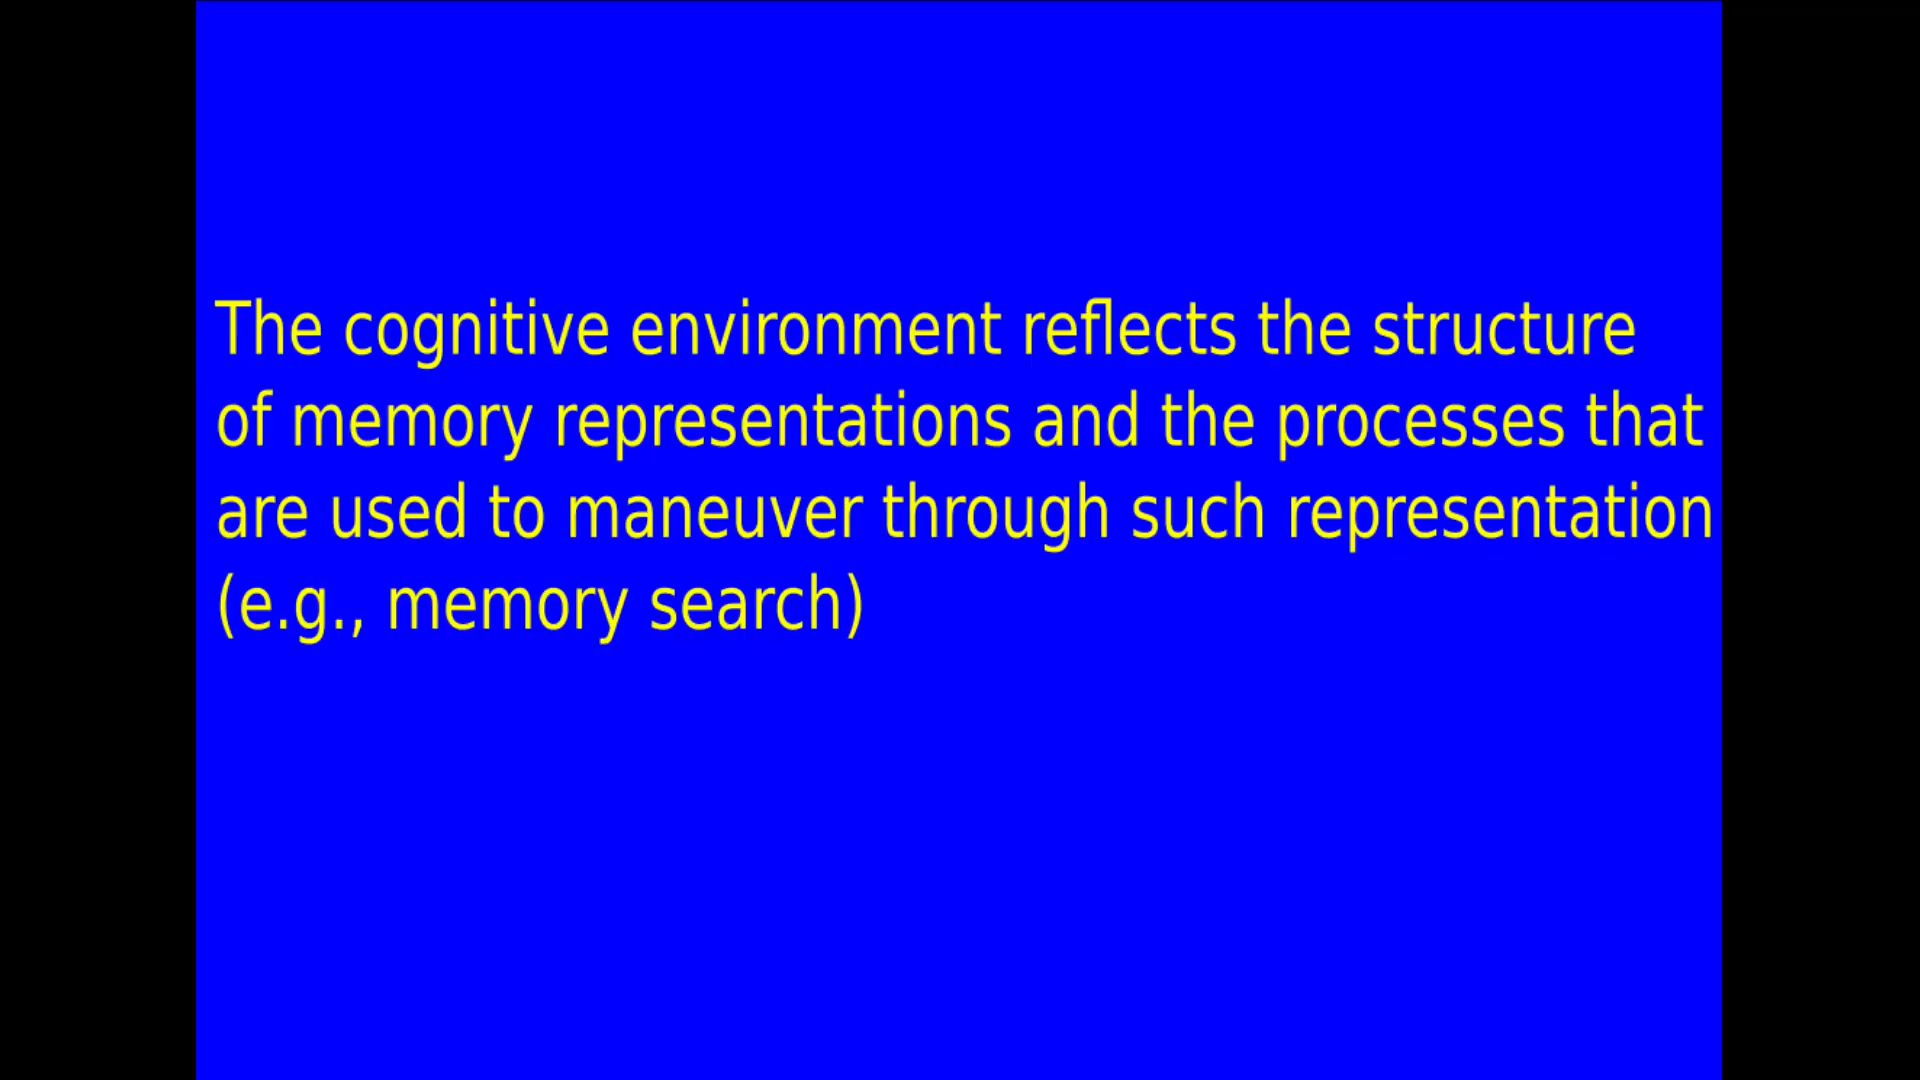 The cognitive environment reflects the structure
of memory representations and the processes that
are used to maneuver through such representation
(e.g., memory search)